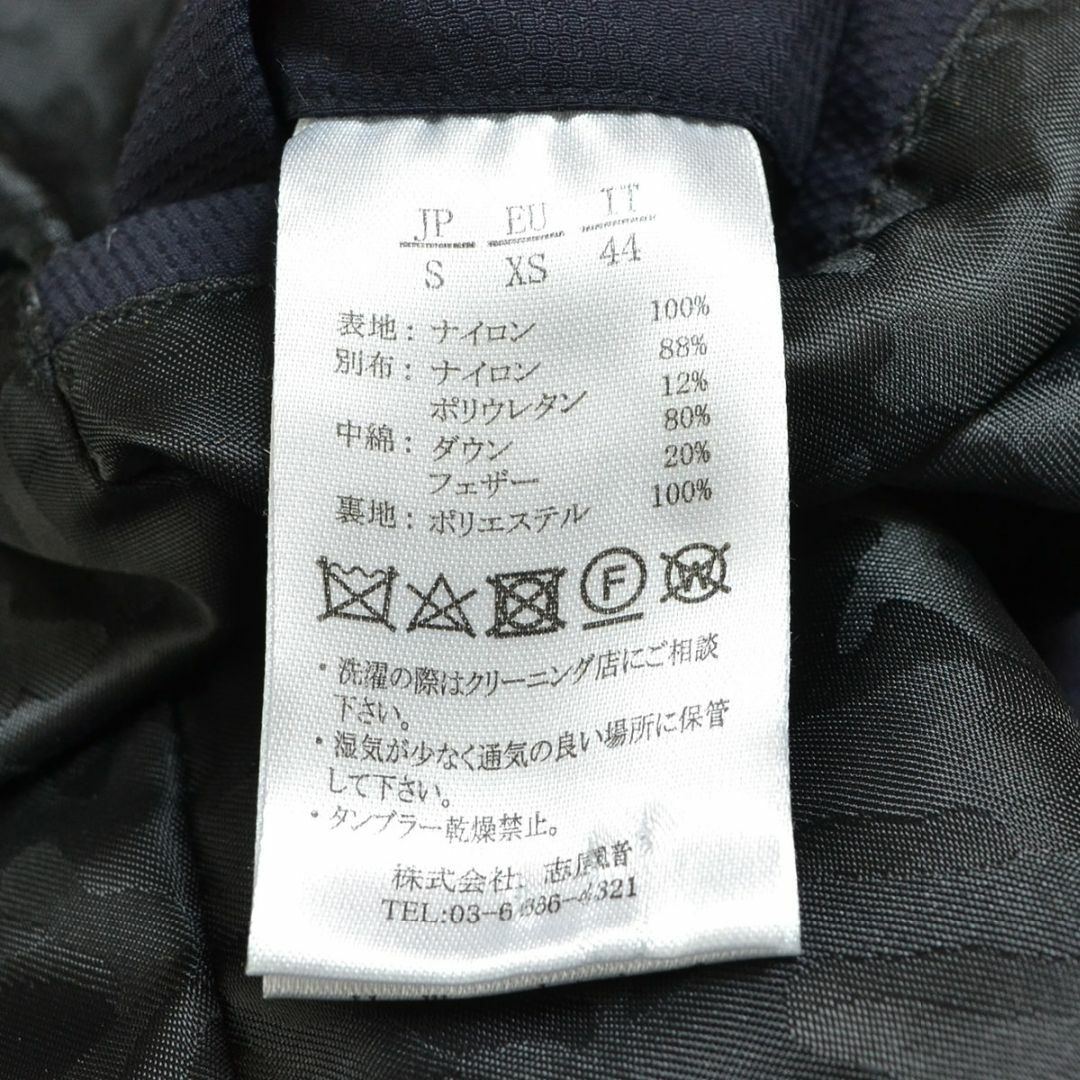 JP EU IT
S XS 44
表地：ナイロン 100%
別布：ナイロン 88%
ポリウレタン 12%
中綿：ダウン 80%
フェザー 20%
裏地：ポリエステル 100%
F W
・洗濯の際はクリーニング店にご相談
下さい。
・湿気が少なく通気の良い場所に保管
して下さい。
・タンブラー乾燥禁止。
株式会社